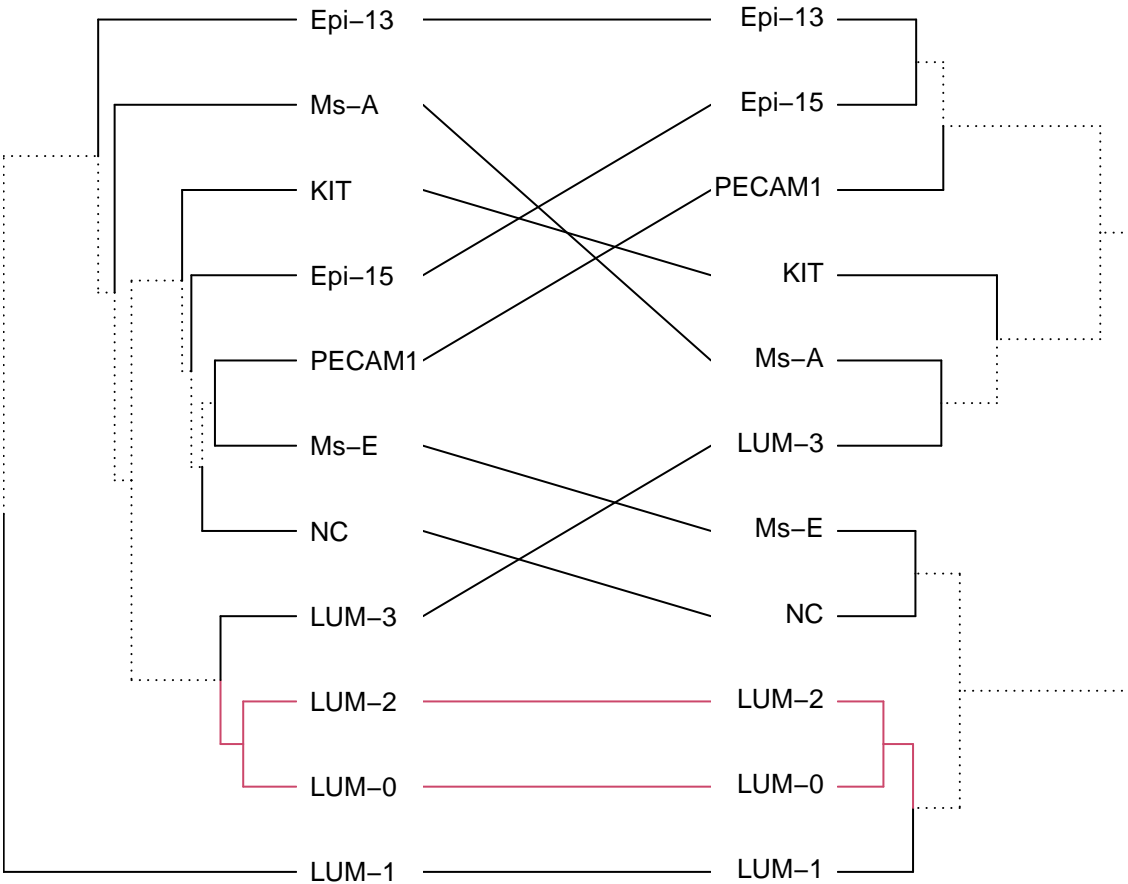 Epi−13 Epi−13
Ms−A Epi−15
KIT PECAM1
Epi−15 KIT
PECAM1 Ms−A
Ms−E LUM−3
NC Ms−E
LUM−3 NC
LUM−2 LUM−2
LUM−0 LUM−0
LUM−1 LUM−1